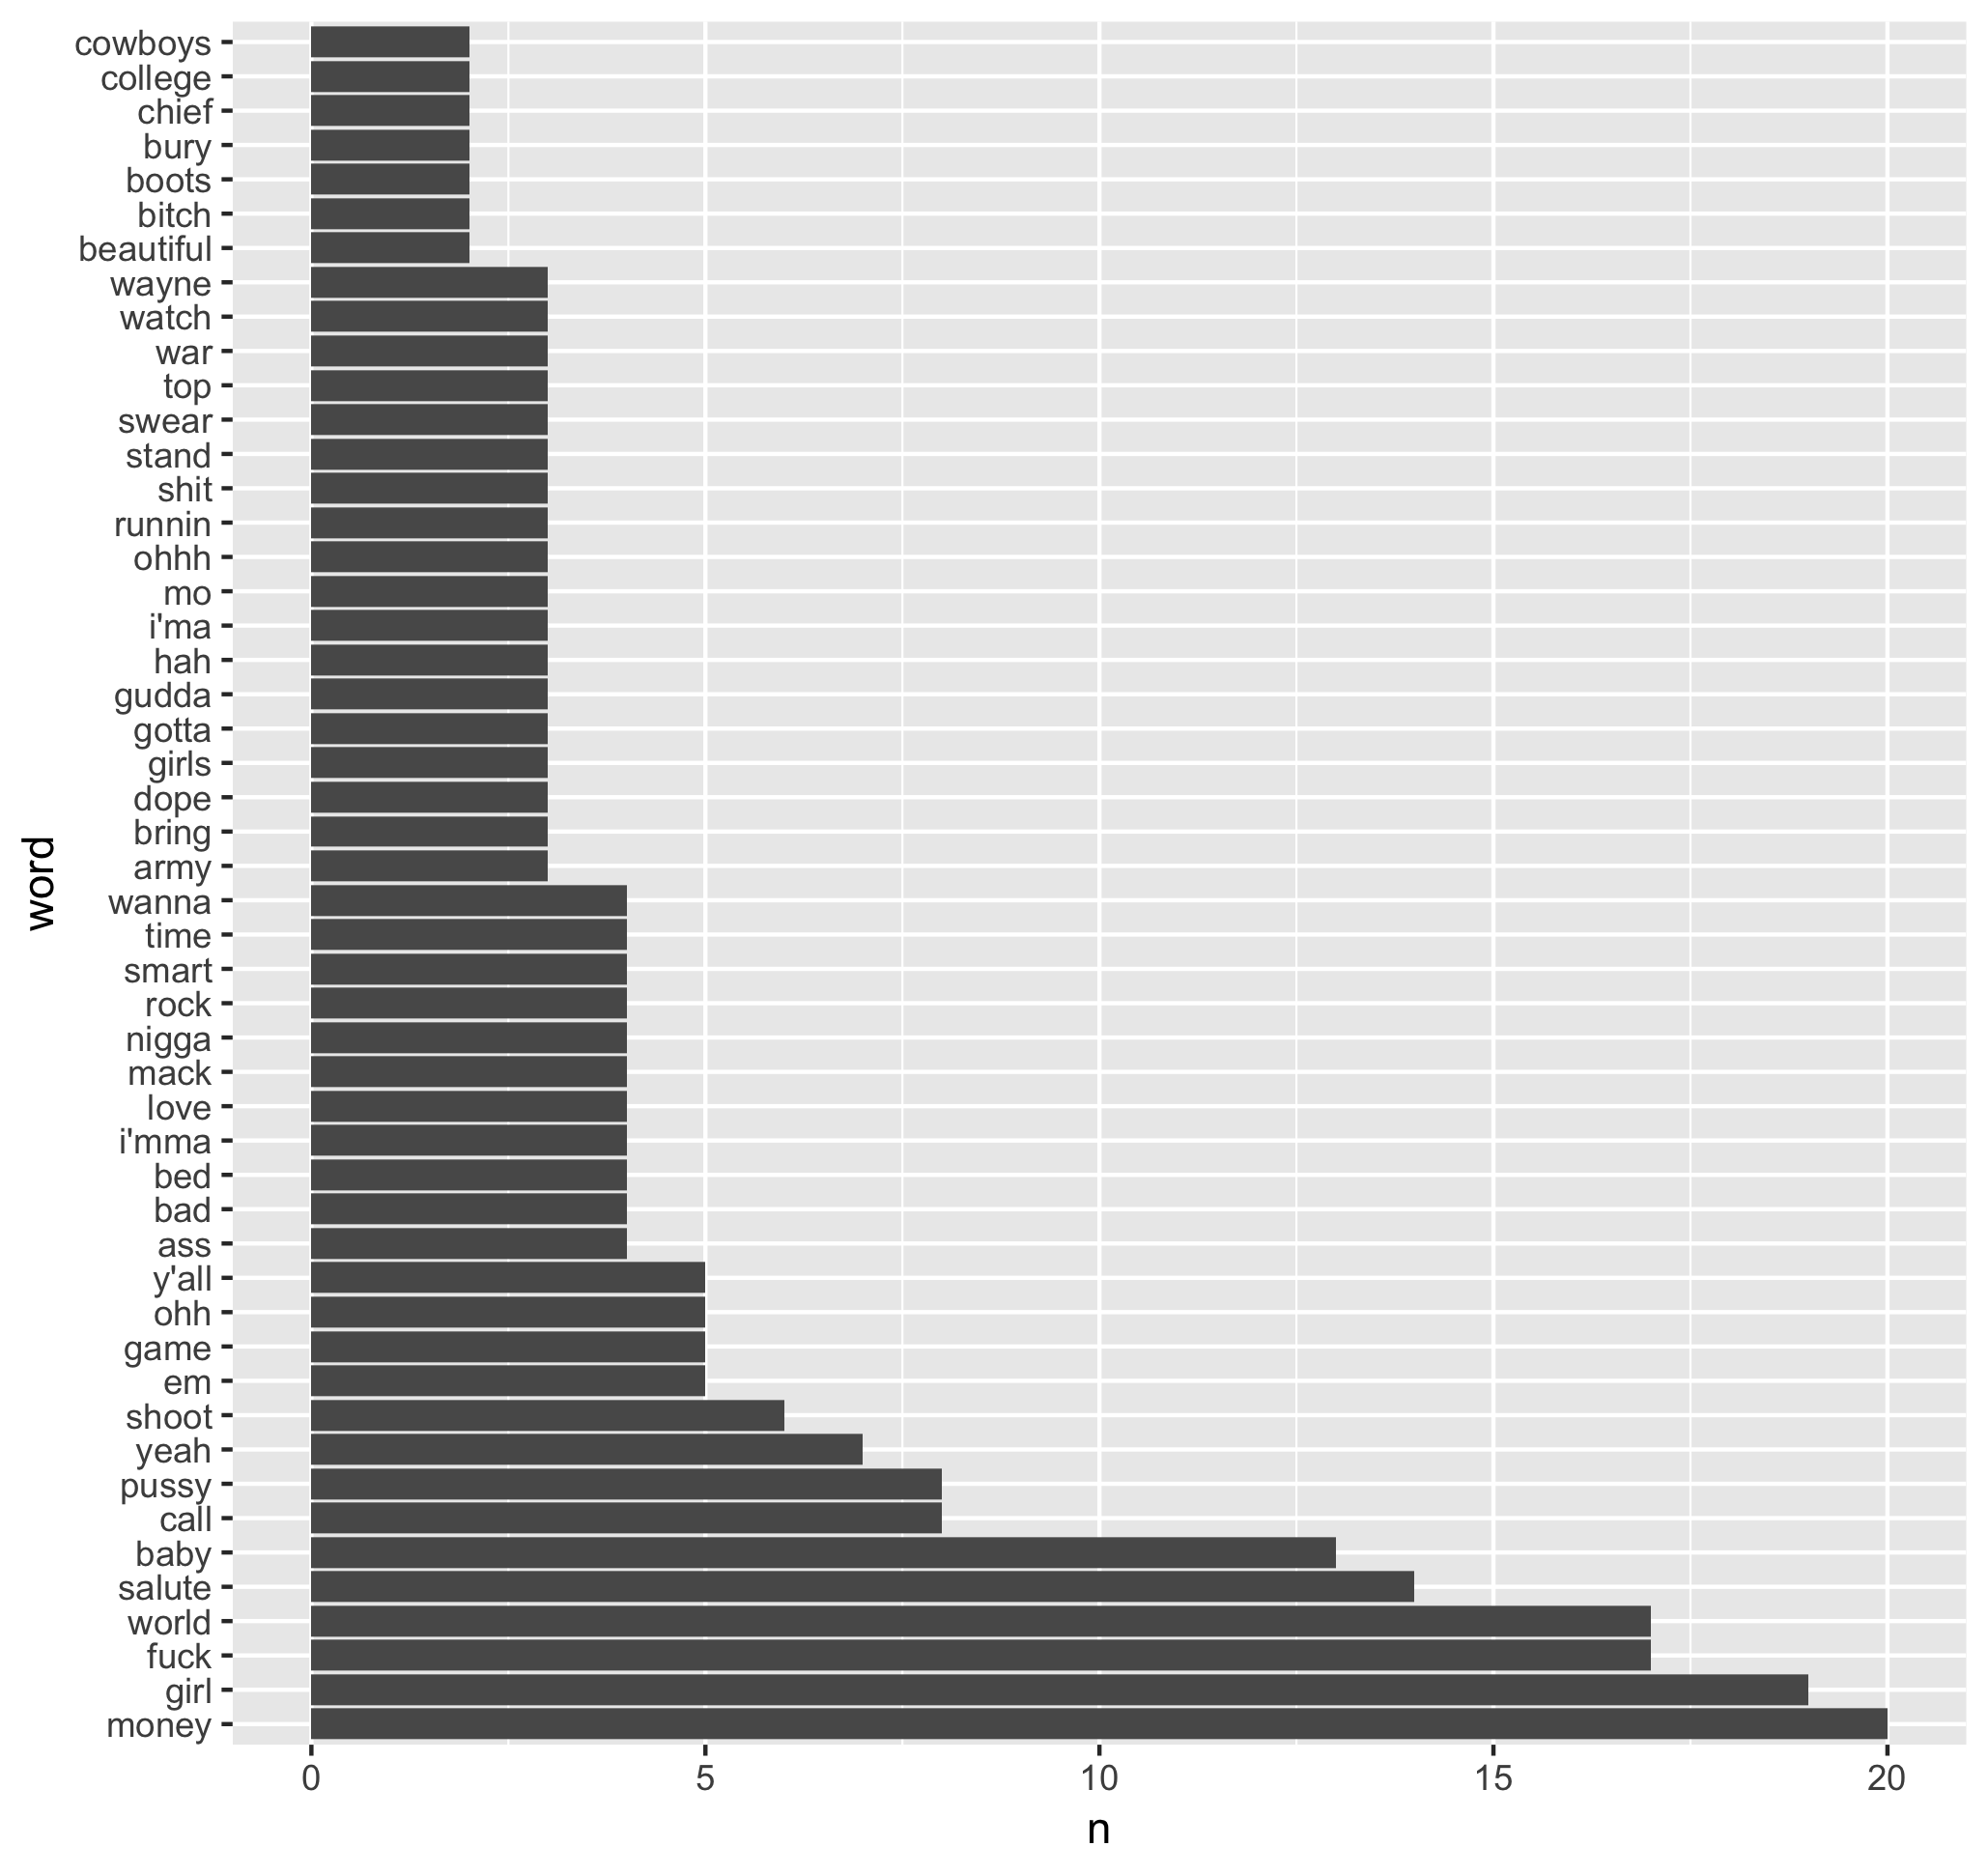 cowboys
college
chief
bury
boots
bitch
beautiful
wayne
watch
war
top
swear
stand
shit
runnin
ohhh
mo
i'ma
hah
gudda
gotta
girls
dope
bring
army
wanna
time
smart
rock
nigga
mack
love
i'mma
bed
bad
ass
y'all
ohh
game
em
shoot
yeah
pussy
call
baby
salute
world
fuck
girl
money
word
0 5 10 15 20
n